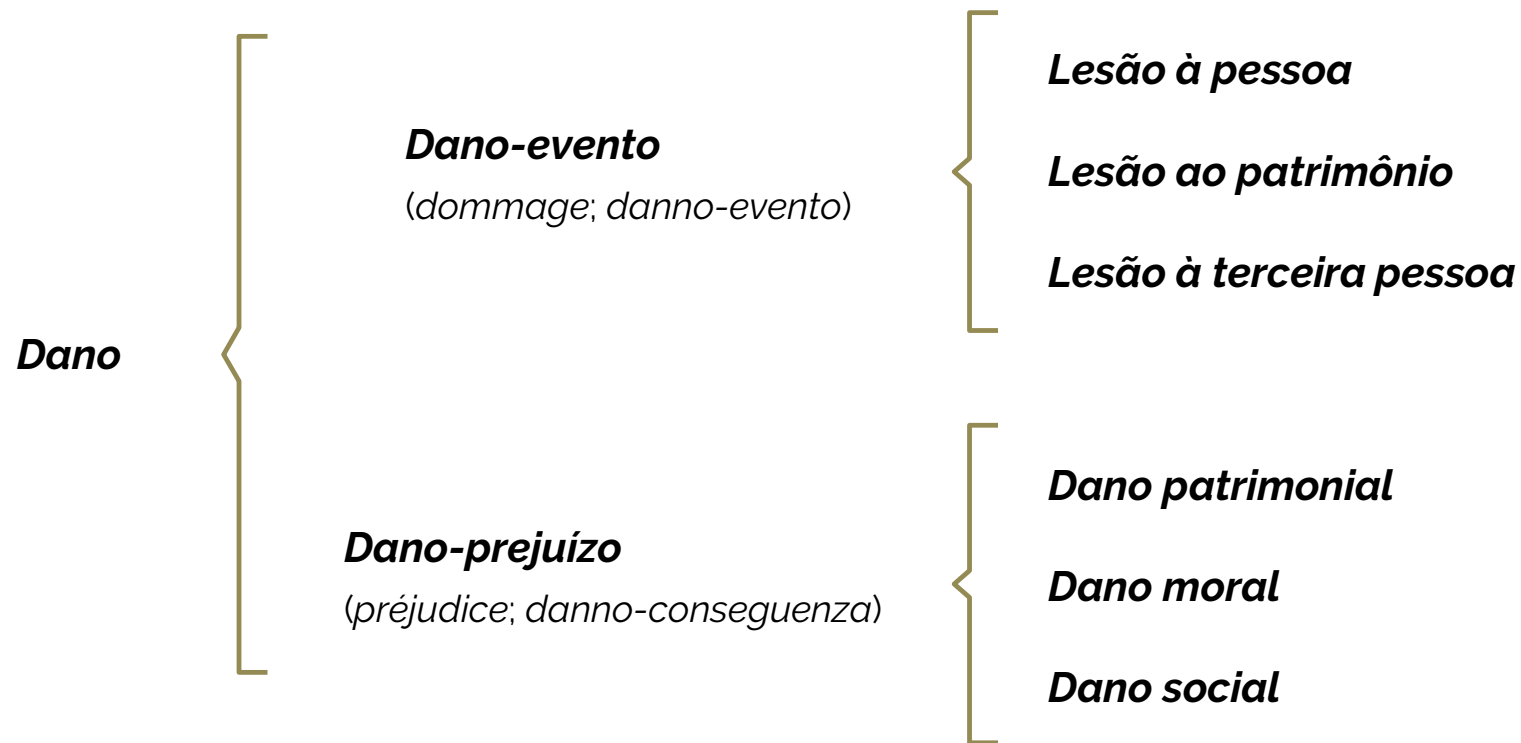 Dano
Dano-evento
(dommage; danno-evento)
Lesão à pessoa
Lesão ao patrimônio
Lesão à terceira pessoa
Dano-prejuízo
(préjudice; danno-conseguenza)
Dano patrimonial
Dano moral
Dano social